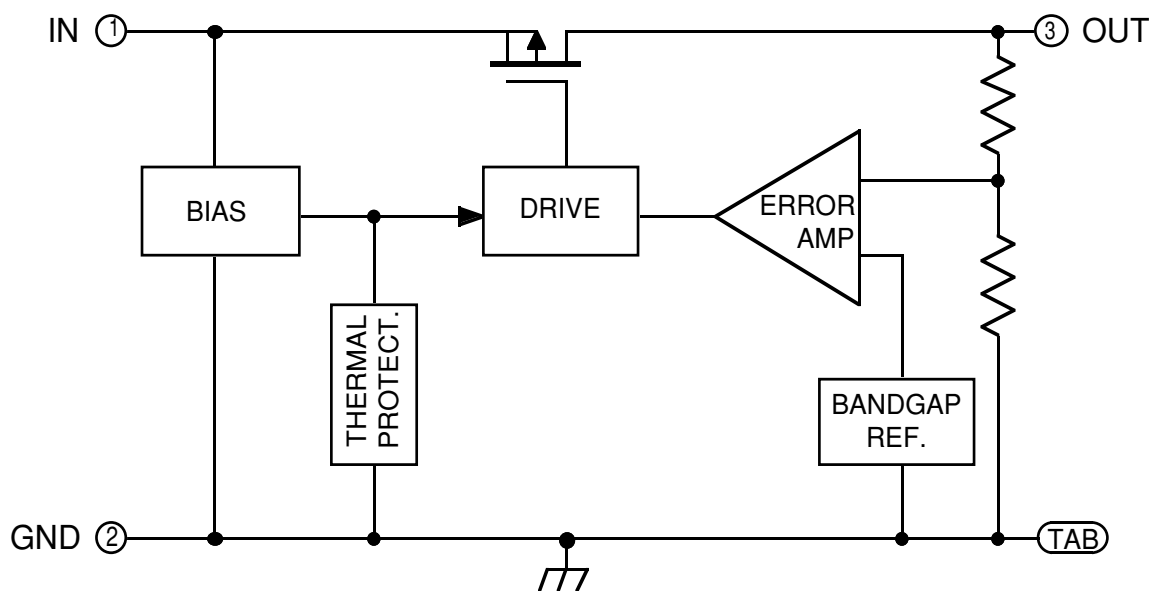 IN 1
3 OUT
BIAS
DRIVE
ERROR
AMP
THERMAL
PROTECT.
BANDGAP
REF.
GND 2
TAB